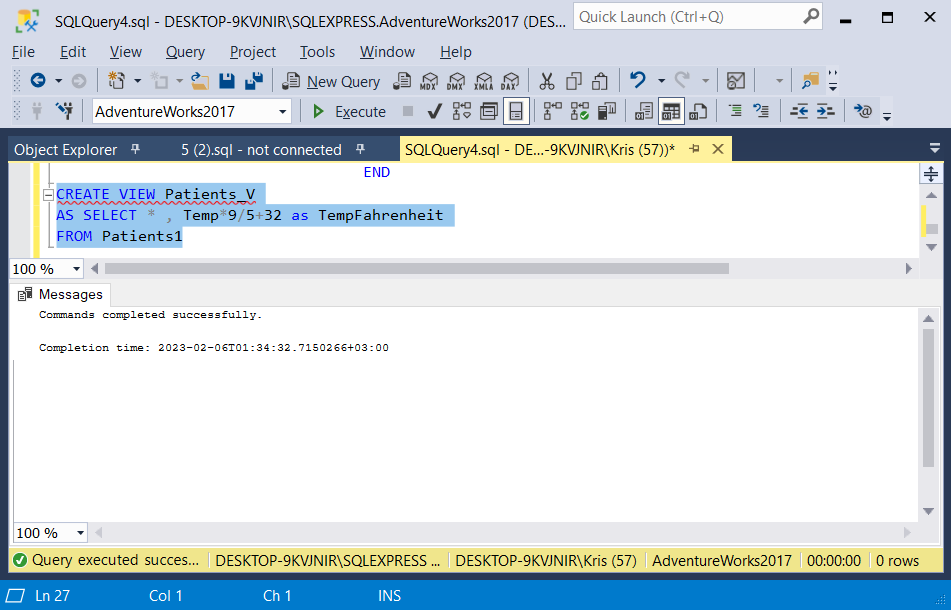 SQLQuery4.sql - DESKTOP-9KVJNIR\SQLEXPRESS.AdventureWorks2017 (DES...
Quick Launch (Ctrl+Q)
File Edit View Query Project Tools Window Help
New Query MDX DMX XMLA DAX
AdventureWorks2017 Execute
Object Explorer 5 (2).sql - not connected SQLQuery4.sql - DE...-9KVJNIR\Kris (57))*
END
CREATE VIEW Patients_V
AS SELECT * , Temp*9/5+32 as TempFahrenheit
FROM Patients1
100 %
Messages
Commands completed successfully.
Completion time: 2023-02-06T01:34:32.7150266+03:00
100 %
Query executed succes... DESKTOP-9KVJNIR\SQLEXPRESS ... DESKTOP-9KVJNIR\Kris (57) AdventureWorks2017 00:00:00 0 rows
Ln 27 Col 1 Ch 1 INS